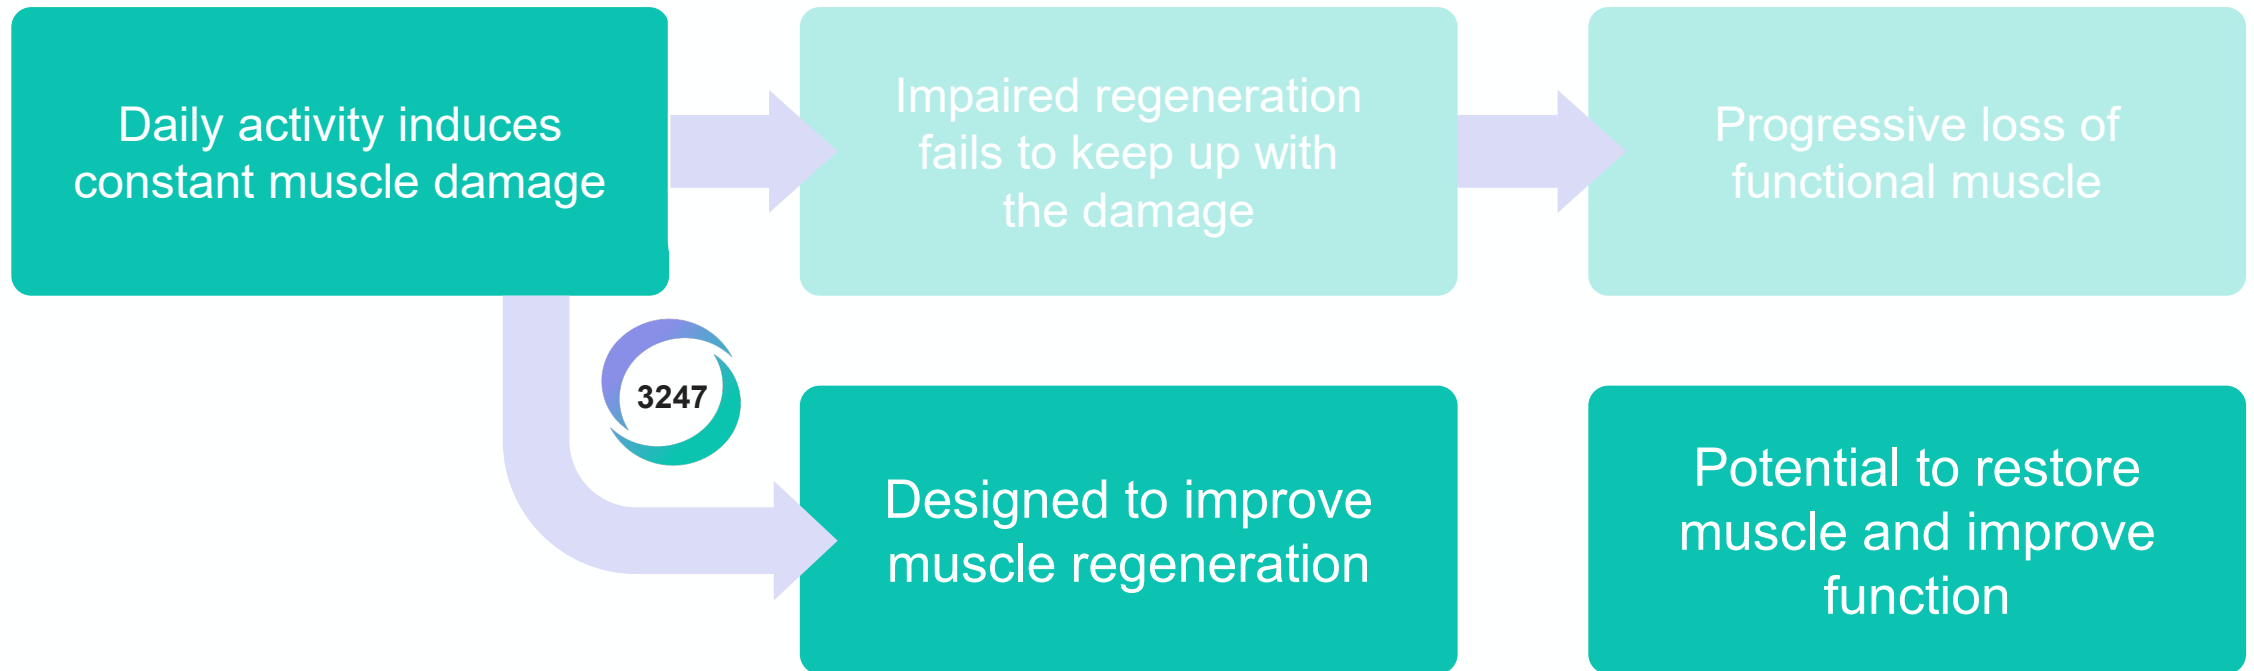 Daily activity induces
constant muscle damage
Impaired regeneration
fails to keep up with
the damage
Progressive loss of
functional muscle
3247
Designed to improve
muscle regeneration
Potential to restore
muscle and improve
function